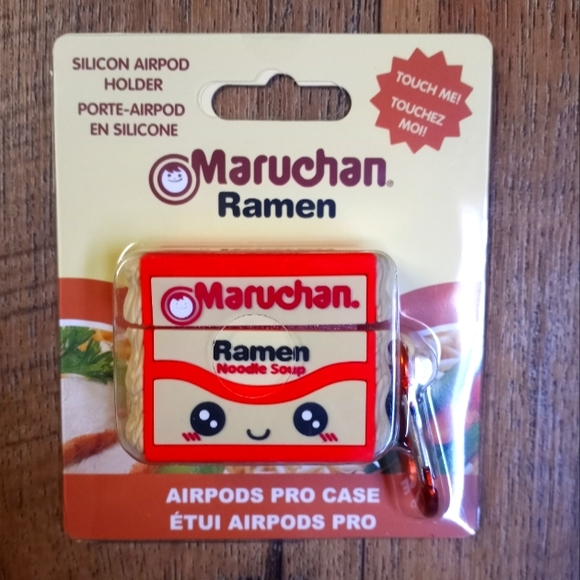 SILICON AIRPOD
HOLDER
PORTE-AIRPOD
EN SILICONE
TOUCH ME!
TOUCHEZ
MOI!
Maruchan®
Ramen
Maruchan.
Ramen
Noodle Soup
AIRPODS PRO CASE
ÉTUI AIRPODS PRO